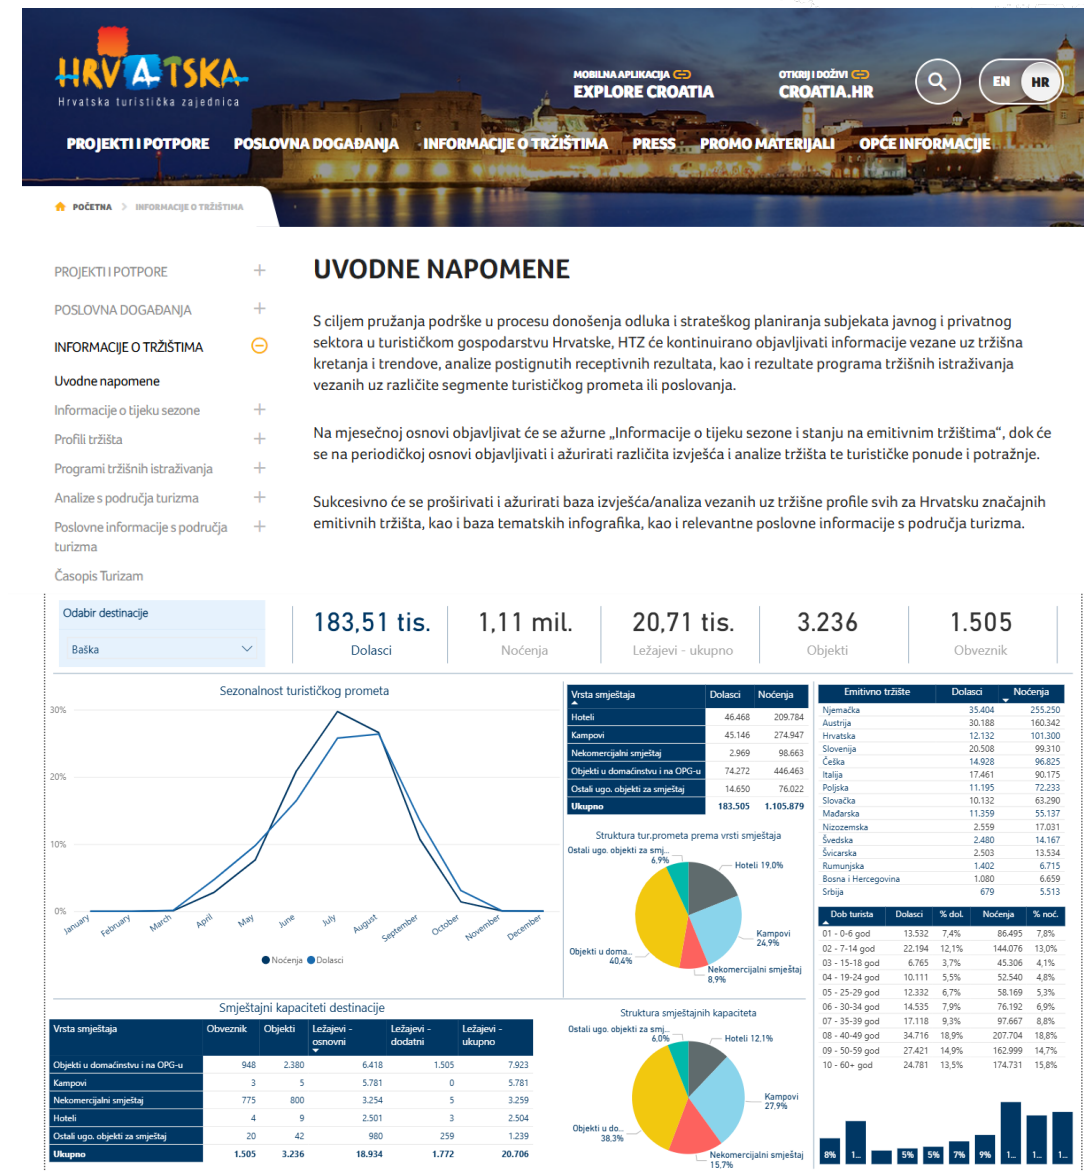 HRVATSKA
Hrvatska turistička zajednica
MOBILNA APLIKACIJA
EXPLORE CROATIA
OTKRIJ I DOŽIVI
CROATIA.HR
EN HR
PROJEKTI I POTPORE POSLOVNA DOGAĐANJA INFORMACIJE O TRŽIŠTIMA PRESS PROMO MATERIJALI OPĆE INFORMACIJE
POČETNA > INFORMACIJE O TRŽIŠTIMA
PROJEKTI I POTPORE +
POSLOVNA DOGAĐANJA +
INFORMACIJE O TRŽIŠTIMA
Uvodne napomene
Informacije o tijeku sezone +
Profili tržišta +
Programi tržišnih istraživanja +
Analize s područja turizma +
Poslovne informacije s područja +
turizma
Časopis Turizam
UVODNE NAPOMENE
S ciljem pružanja podrške u procesu donošenja odluka i strateškog planiranja subjekata javnog i privatnog
sektora u turističkom gospodarstvu Hrvatske, HTZ će kontinuirano objavljivati informacije vezane uz tržišna
kretanja i trendove, analize postignutih receptivnih rezultata, kao i rezultate programa tržišnih istraživanja
vezanih uz različite segmente turističkog prometa ili poslovanja.
Na mjesečnoj osnovi objavljivat će se ažurne „Informacije o tijeku sezone i stanju na emitivnim tržištima“, dok će
se na periodičkoj osnovi objavljivati i ažurirati različita izvješća i analize tržišta te turističke ponude i potražnje.
Sukcesivno će se proširivati i ažurirati baza izvješća/analiza vezanih uz tržišne profile svih za Hrvatsku značajnih
emitivnih tržišta, kao i baza tematskih infografika, kao i relevantne poslovne informacije s područja turizma.
Odabir destinacije
Baška
183,51 tis.
Dolasci
1,11 mil.
Noćenja
20,71 tis.
Ležajevi - ukupno
3.236
Objekti
1.505
Obveznik
Sezonalnost turističkog prometa
30%
20%
10%
0%
January February March April May June July August September October November December
Noćenja Dolasci
Vrsta smještaja Dolasci Noćenja
Hoteli 46.468 209.784
Kampovi 45.146 274.947
Nekomercijalni smještaj 2.969 98.663
Objekti u domaćinstvu i na OPG-u 74.272 446.463
Ostali ugo. objekti za smještaj 14.650 76.022
Ukupno 183.505 1.105.879
Struktura tur.prometa prema vrsti smještaja
Ostali ugo. objekti za smj...
6,9%
Hoteli 19,0%
Kampovi
24,9%
Objekti u doma...
40,4%
Nekomercijalni smještaj
8,9%
Emitivno tržište Dolasci Noćenja
Njemačka 35.404 255.250
Austrija 30.188 160.342
Hrvatska 12.132 101.300
Slovenija 20.508 99.310
Češka 14.928 96.825
Italija 17.461 90.175
Poljska 11.195 72.233
Slovačka 10.132 63.290
Mađarska 11.359 55.137
Nizozemska 2.559 17.031
Švedska 2.480 14.167
Švicarska 2.503 13.534
Rumunjska 1.402 6.715
Bosna i Hercegovina 1.080 6.659
Srbija 679 5.513
Dob turista Dolasci % dol. Noćenja % noć.
01 - 0-6 god 13.532 7,4% 86.495 7,8%
02 - 7-14 god 22.194 12,1% 144.076 13,0%
03 - 15-18 god 6.765 3,7% 45.306 4,1%
04 - 19-24 god 10.111 5,5% 52.540 4,8%
05 - 25-29 god 12.332 6,7% 58.169 5,3%
06 - 30-34 god 14.535 7,9% 76.192 6,9%
07 - 35-39 god 17.118 9,3% 97.667 8,8%
08 - 40-49 god 34.716 18,9% 207.704 18,8%
09 - 50-59 god 27.421 14,9% 162.999 14,7%
10 - 60+ god 24.781 13,5% 174.731 15,8%
8% 1... 5% 5% 7% 9% 1... 1... 1...
Smještajni kapaciteti destinacije
Vrsta smještaja Obveznik Objekti Ležajevi - osnovni Ležajevi - dodatni Ležajevi - ukupno
Objekti u domaćinstvu i na OPG-u 948 2.380 6.418 1.505 7.923
Kampovi 3 5 5.781 0 5.781
Nekomercijalni smještaj 775 800 3.254 5 3.259
Hoteli 4 9 2.501 3 2.504
Ostali ugo. objekti za smještaj 20 42 980 259 1.239
Ukupno 1.505 3.236 18.934 1.772 20.706
Struktura smještajnih kapaciteta
Ostali ugo. objekti za smj...
6,0%
Hoteli 12,1%
Kampovi
27,9%
Objekti u do...
38,3%
Nekomercijalni smještaj
15,7%